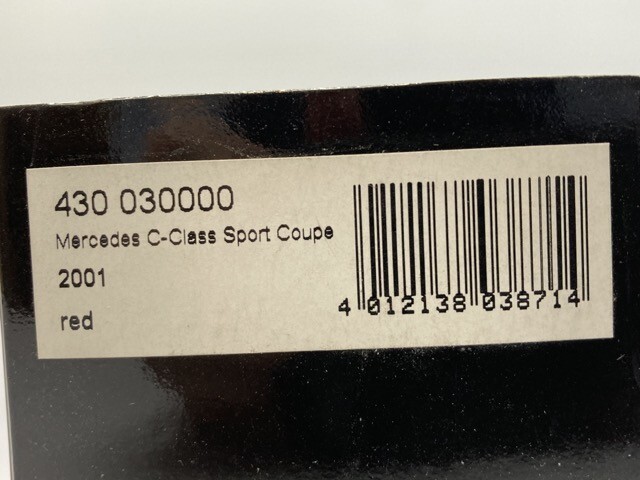 430 030000
Mercedes C-Class Sport Coupe
2001
red
4 012138 038714